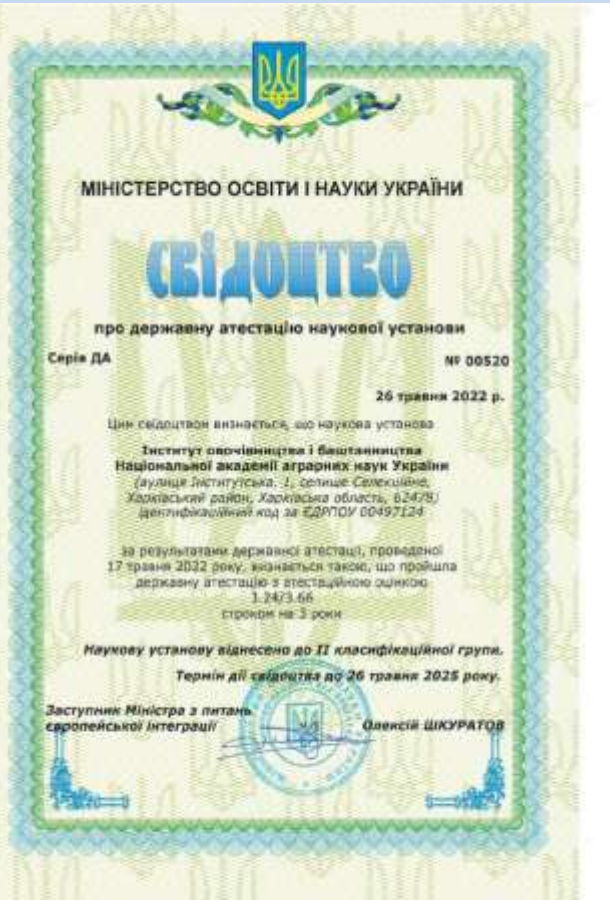 МІНІСТЕРСТВО ОСВІТИ І НАУКИ УКРАЇНИ
СВІДОЦТВО
про державну атестацію наукової установи
Серія ДА № 00520
26 травня 2022 р.
Цим свідоцтвом визнається, що наукова установа
Інститут овочівництва і баштанництва
Національної академії аграрних наук України
(вулиця Інститутська, 1, селище Селекційне,
Харківський район, Харківська область, 62478)
ідентифікаційний код за ЄДРПОУ 00497124
за результатами державної атестації, проведеної
17 травня 2022 року, визнається такою, що пройшла
державну атестацію з атестаційною оцінкою
1.24/3.66
строком на 3 роки
Наукову установу віднесено до II класифікаційної групи.
Термін дії свідоцтва до 26 травня 2025 року.
Заступник Міністра з питань
європейської інтеграції Олексій ШКУРАТОВ